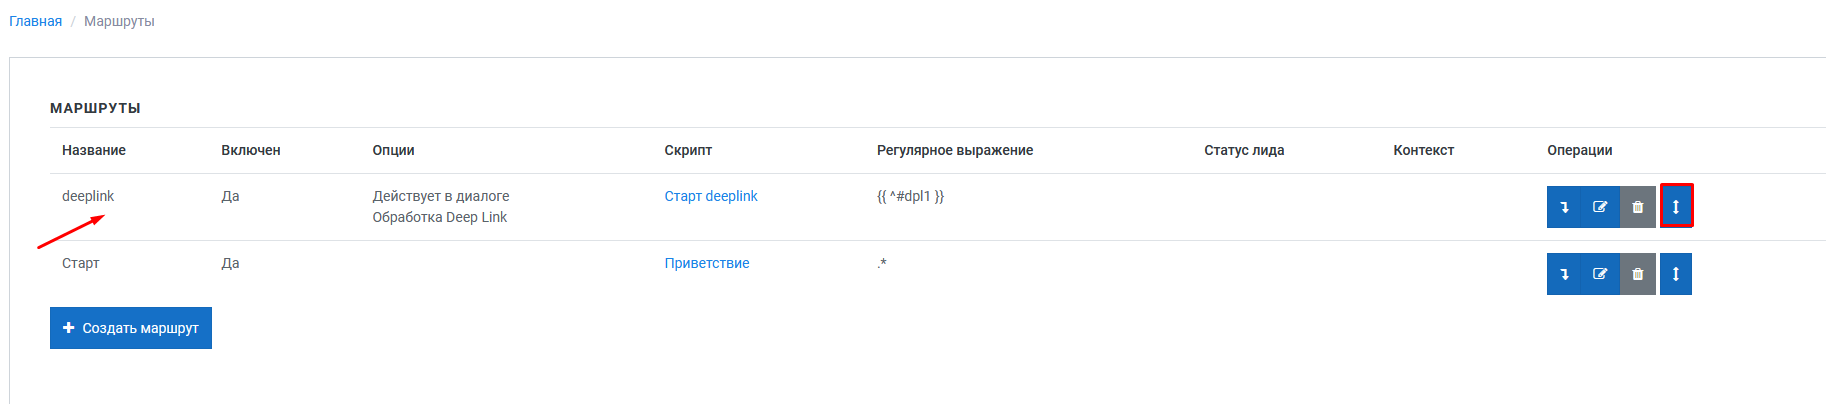 Главная / Маршруты
МАРШРУТЫ
Название Включен Опции Скрипт Регулярное выражение Статус лида Контекст Операции
deeplink Да Действует в диалоге Старт deeplink {{ ^#dpl1 }}
Обработка Deep Link
Старт Да Приветствие .*
Создать маршрут